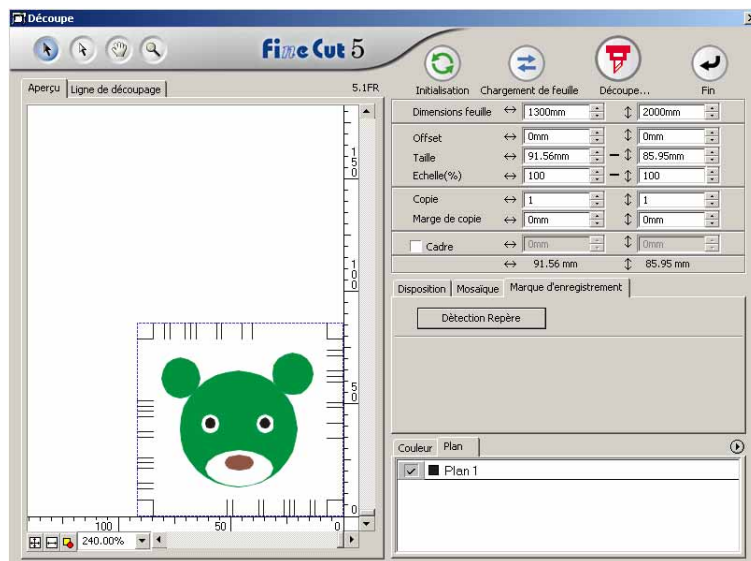 Découpe
Fine Cut 5
Initialisation Chargement de feuille Découpe... Fin
Aperçu Ligne de découpage 5.1FR
Dimensions feuille 1300mm 2000mm
Offset 0mm 0mm
Taille 91.56mm 85.95mm
Echelle(%) 100 100
Copie 1 1
Marge de copie 0mm 0mm
Cadre 0mm 0mm
91.56 mm 85.95 mm
Disposition Mosaïque Marque d'enregistrement
Dètection Repère
150
100
50
0
Couleur Plan
Plan 1
100 50 0
240.00%